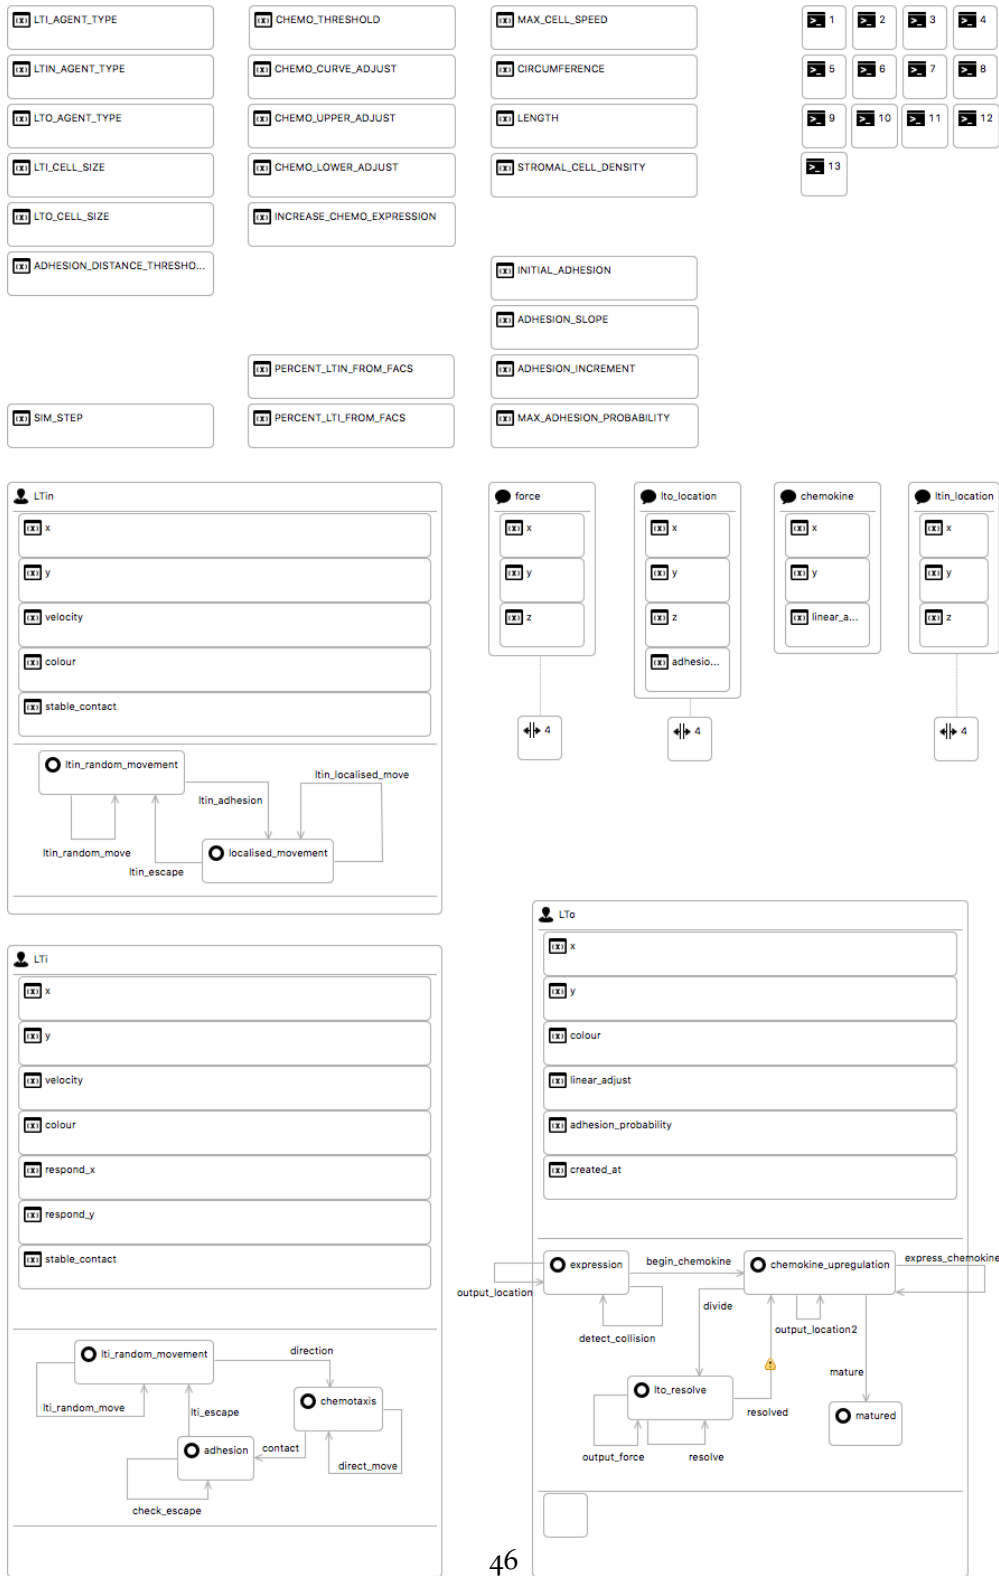 LTI_AGENT_TYPE
LTIN_AGENT_TYPE
LTO_AGENT_TYPE
LTI_CELL_SIZE
LTO_CELL_SIZE
ADHESION_DISTANCE_THRESHO...
SIM_STEP
CHEMO_THRESHOLD
CHEMO_CURVE_ADJUST
CHEMO_UPPER_ADJUST
CHEMO_LOWER_ADJUST
INCREASE_CHEMO_EXPRESSION
PERCENT_LTIN_FROM_FACS
PERCENT_LTI_FROM_FACS
MAX_CELL_SPEED
CIRCUMFERENCE
LENGTH
STROMAL_CELL_DENSITY
INITIAL_ADHESION
ADHESION_SLOPE
ADHESION_INCREMENT
MAX_ADHESION_PROBABILITY
1 2 3 4
5 6 7 8
9 10 11 12
13
LTin
x
y
velocity
colour
stable_contact
ltin_random_movement
ltin_localised_move
ltin_adhesion
ltin_random_move
localised_movement
ltin_escape
force
x
y
z
4
lto_location
x
y
z
adhesio...
4
chemokine
x
y
linear_a...
ltin_location
x
y
z
4
LTi
x
y
velocity
colour
respond_x
respond_y
stable_contact
lti_random_movement
direction
lti_random_move
lti_escape
chemotaxis
adhesion
contact
direct_move
check_escape
LTo
x
y
colour
linear_adjust
adhesion_probability
created_at
expression
begin_chemokine
chemokine_upregulation
express_chemokine
output_location
detect_collision
divide
output_location2
mature
lto_resolve
resolved
matured
output_force
resolve
46